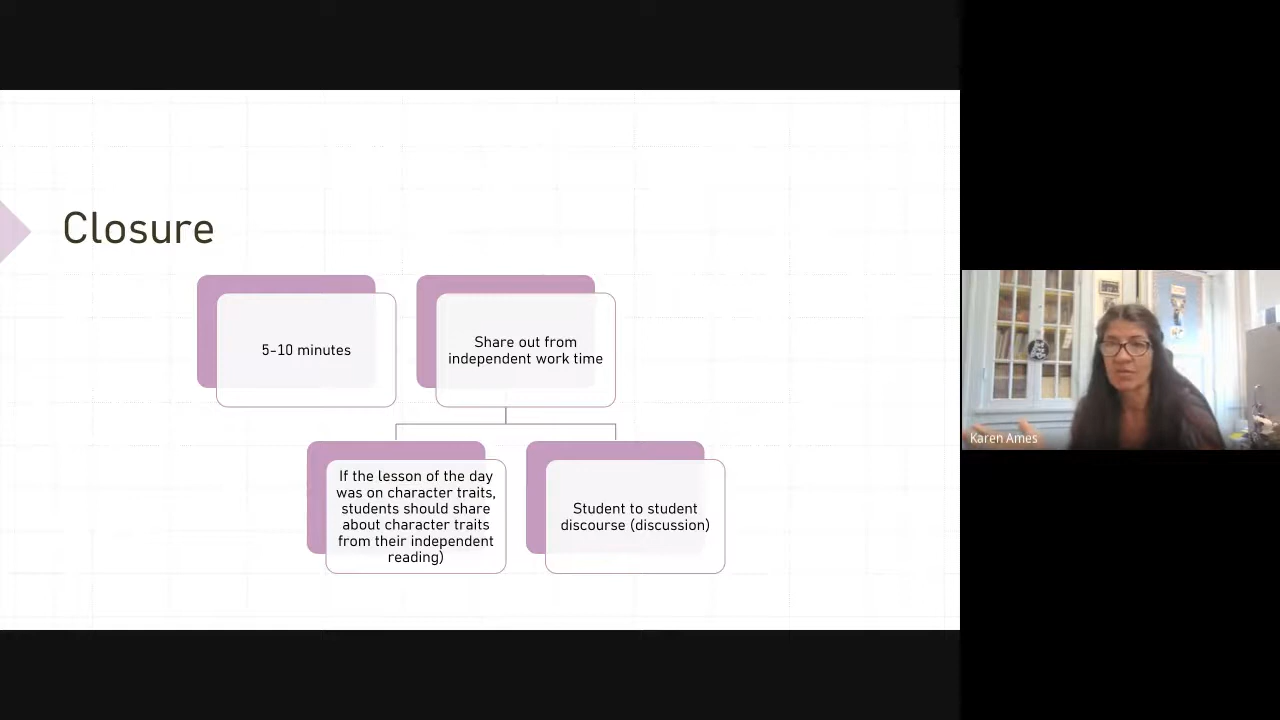 Closure
5-10 minutes
Share out from
independent work time
If the lesson of the day
was on character traits,
students should share
about character traits
from their independent
reading)
Student to student
discourse (discussion)
Karen Ames